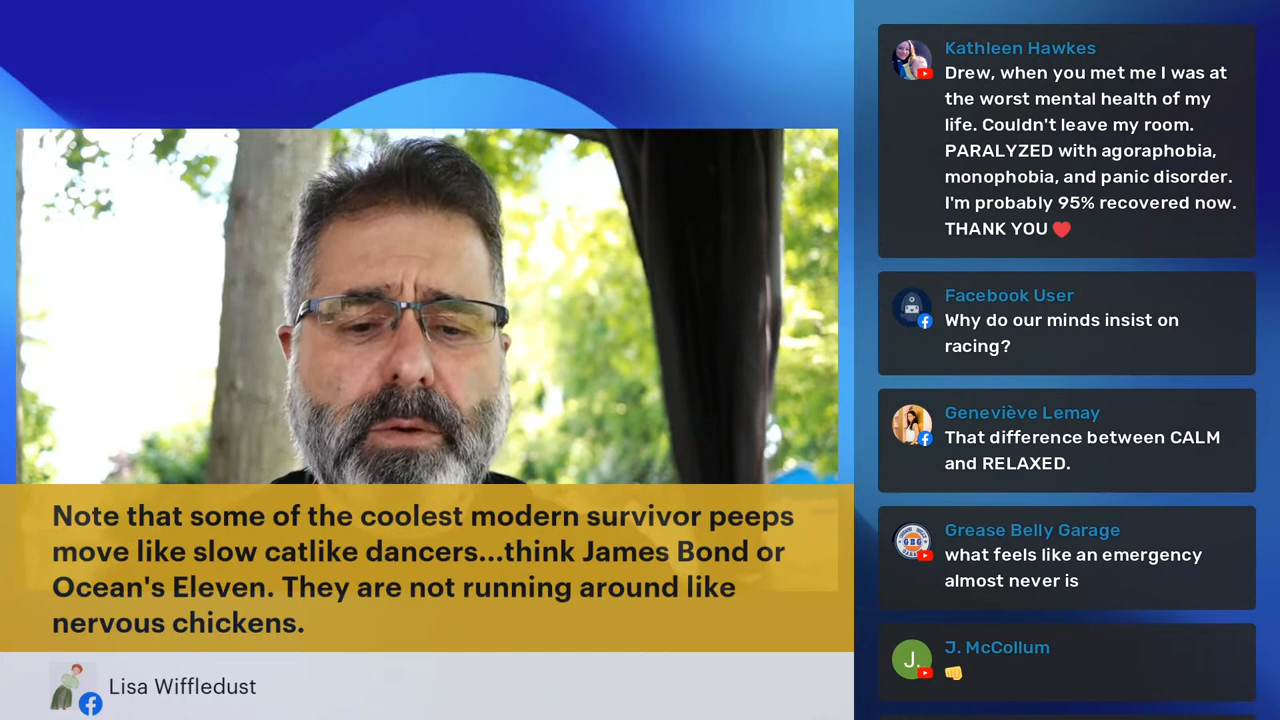 Note that some of the coolest modern survivor peeps
move like slow catlike dancers...think James Bond or
Ocean's Eleven. They are not running around like
nervous chickens.
Lisa Wiffledust
Kathleen Hawkes
Drew, when you met me I was at
the worst mental health of my
life. Couldn't leave my room.
PARALYZED with agoraphobia,
monophobia, and panic disorder.
I'm probably 95% recovered now.
THANK YOU ❤️
Facebook User
Why do our minds insist on
racing?
Geneviève Lemay
That difference between CALM
and RELAXED.
Grease Belly Garage
GBG
what feels like an emergency
almost never is
J. McCollum
J.
👊